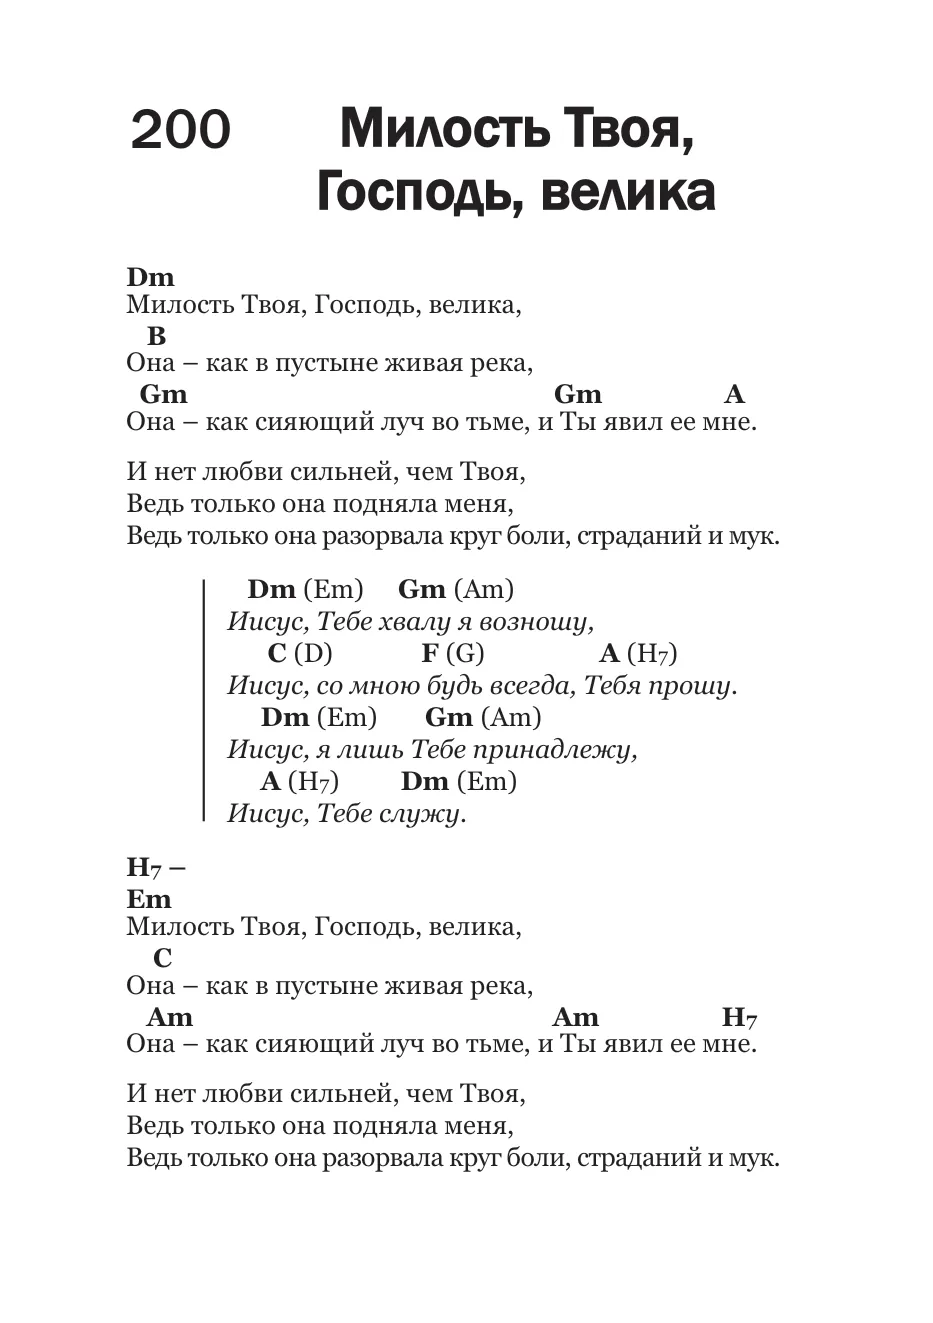 200
Милость Твоя,
Господь, велика
Dm
Милость Твоя, Господь, велика,
B
Она – как в пустыне живая река,
Gm Gm A
Она – как сияющий луч во тьме, и Ты явил ее мне.
И нет любви сильней, чем Твоя,
Ведь только она подняла меня,
Ведь только она разорвала круг боли, страданий и мук.
Dm (Em) Gm (Am)
Иисус, Тебе хвалу я возношу,
C (D) F (G) A (H7)
Иисус, со мною будь всегда, Тебя прошу.
Dm (Em) Gm (Am)
Иисус, я лишь Тебе принадлежу,
A (H7) Dm (Em)
Иисус, Тебе служу.
H7 –
Em
Милость Твоя, Господь, велика,
C
Она – как в пустыне живая река,
Am Am H7
Она – как сияющий луч во тьме, и Ты явил ее мне.
И нет любви сильней, чем Твоя,
Ведь только она подняла меня,
Ведь только она разорвала круг боли, страданий и мук.